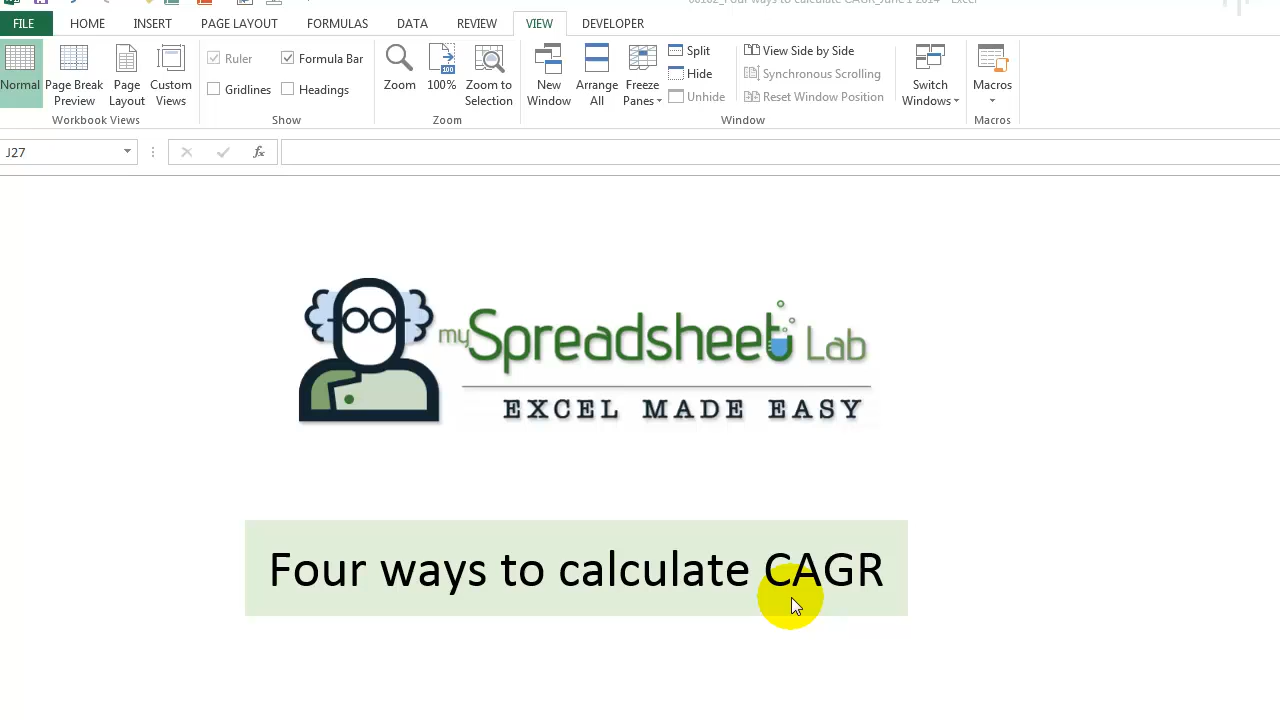 FILE HOME INSERT PAGE LAYOUT FORMULAS DATA REVIEW VIEW DEVELOPER
Normal
Page Break Preview
Page Layout
Custom Views
Workbook Views
Ruler
Formula Bar
Gridlines
Headings
Show
Zoom
100%
Zoom to Selection
Zoom
New Window
Arrange All
Freeze Panes
Split
Hide
Unhide
View Side by Side
Synchronous Scrolling
Reset Window Position
Window
Switch Windows
Macros
Macros
J27
fx
mySpreadsheet Lab
EXCEL MADE EASY
Four ways to calculate CAGR